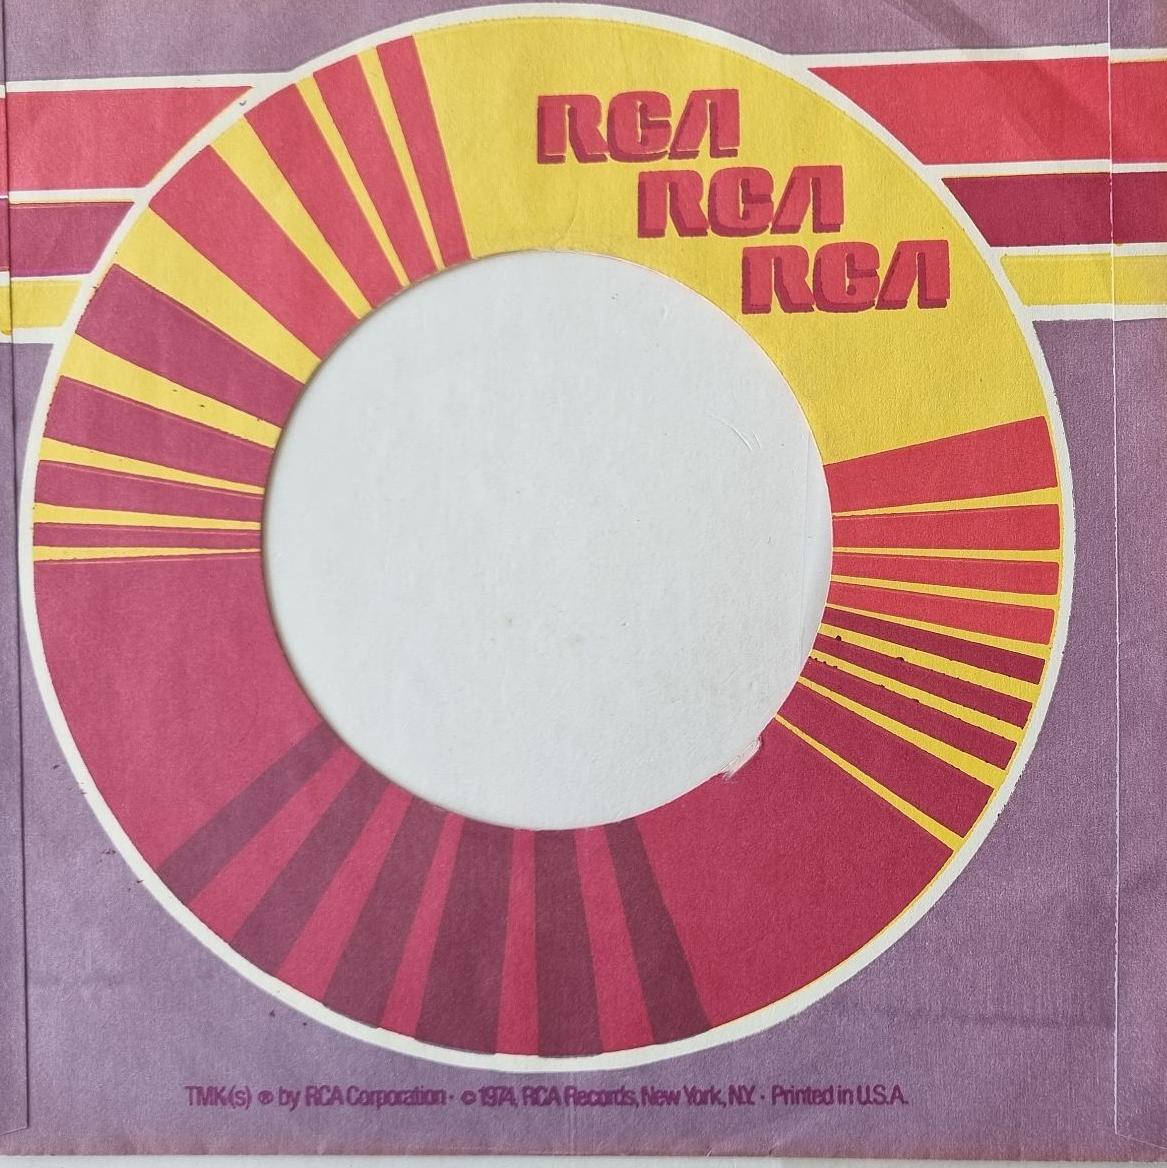 RCA
RCA
RCA
TMK(s) ® by RCA Corporation · © 1974, RCA Records, New York, N.Y. · Printed in U.S.A.